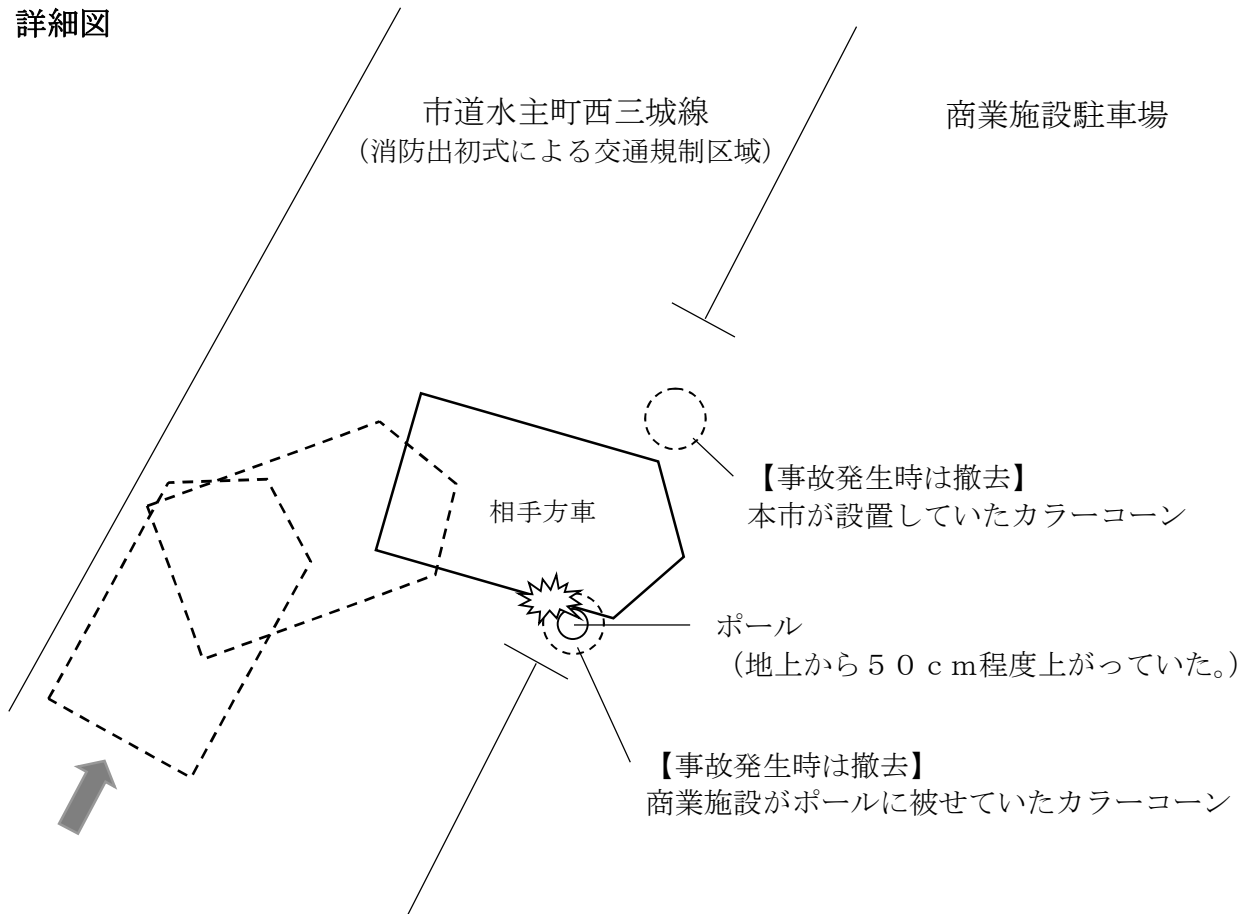 詳細図
市道水主町西三城線
（消防出初式による交通規制区域）
商業施設駐車場
相手方車
【事故発生時は撤去】
本市が設置していたカラーコーン
ポール
（地上から５０ｃｍ程度上がっていた。）
【事故発生時は撤去】
商業施設がポールに被せていたカラーコーン